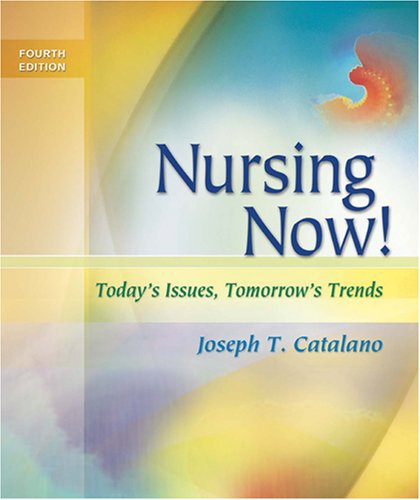 FOURTH
EDITION
Nursing
Now!
Today's Issues, Tomorrow's Trends
Joseph T. Catalano